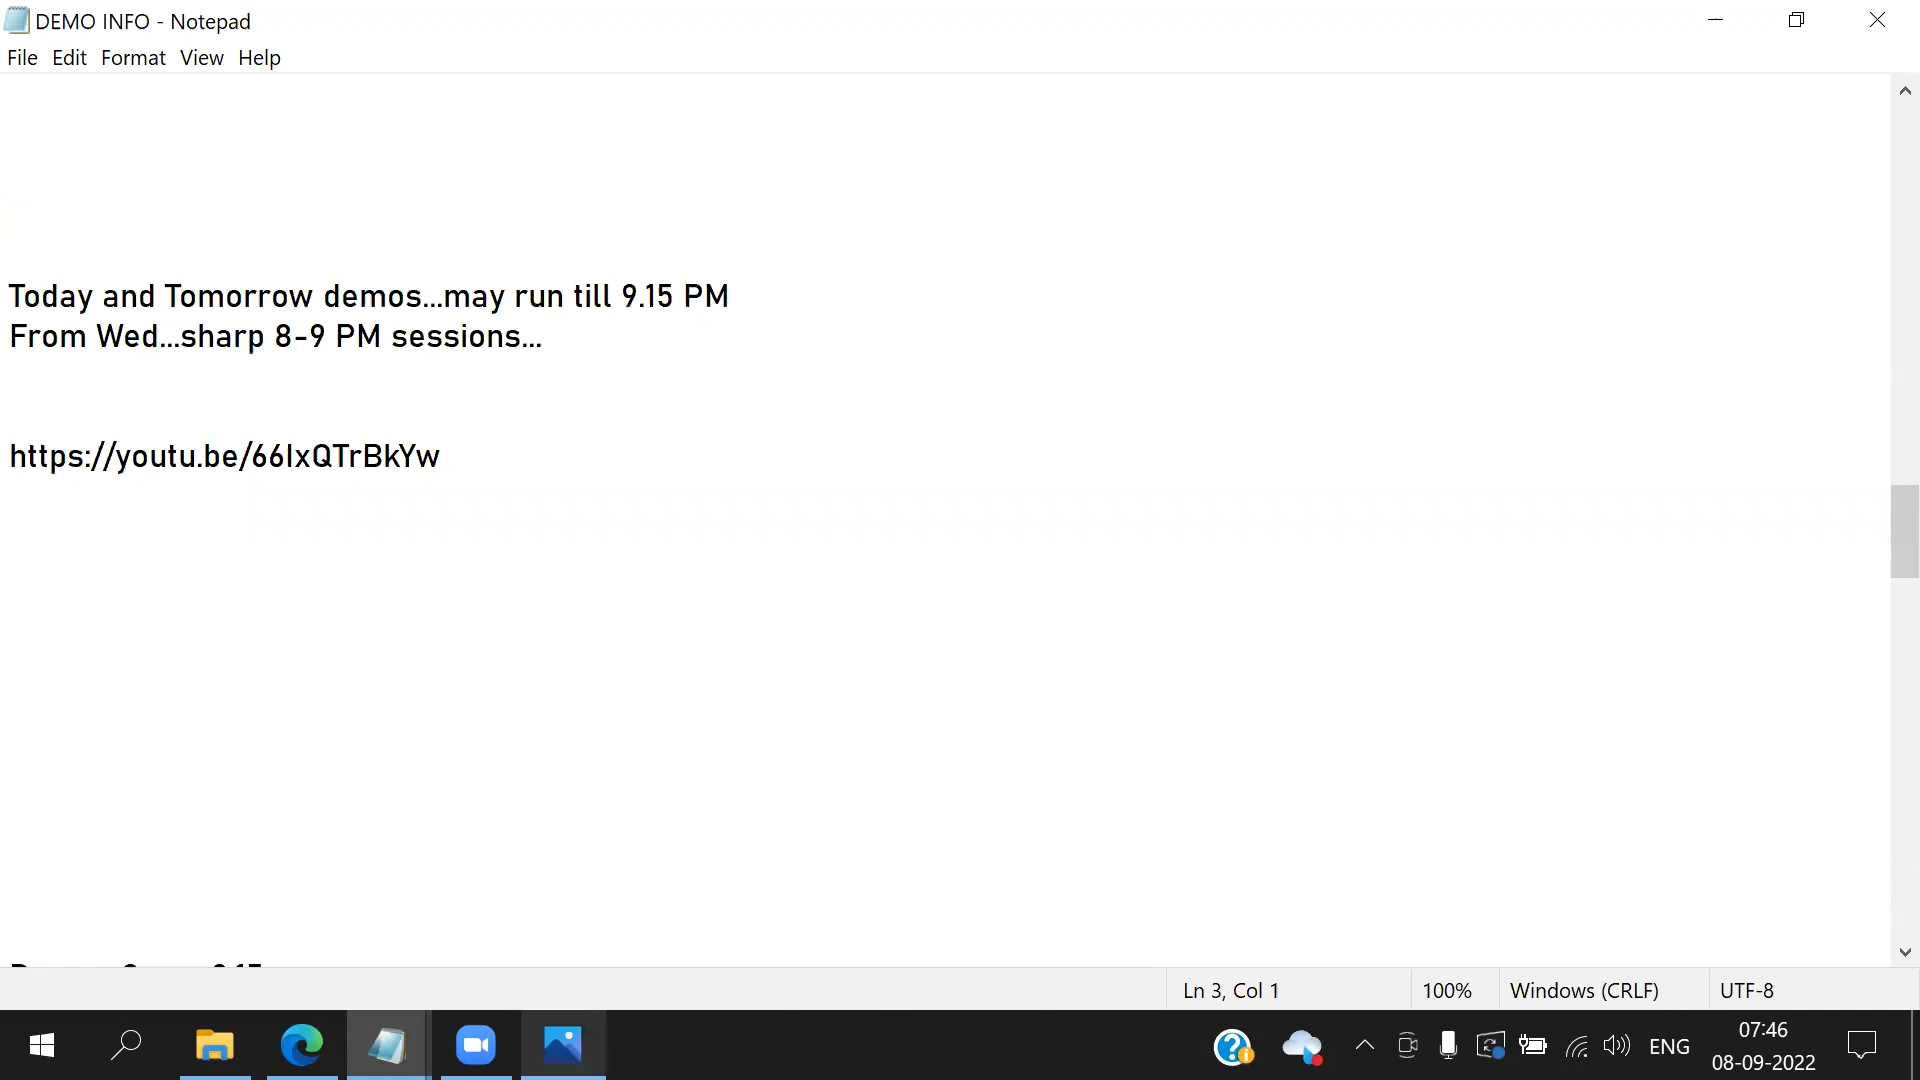 DEMO INFO - Notepad
File Edit Format View Help
Today and Tomorrow demos...may run till 9.15 PM
From Wed...sharp 8-9 PM sessions...
https://youtu.be/66IxQTrBkYw
Ln 3, Col 1 100% Windows (CRLF) UTF-8
ENG
07:46
08-09-2022